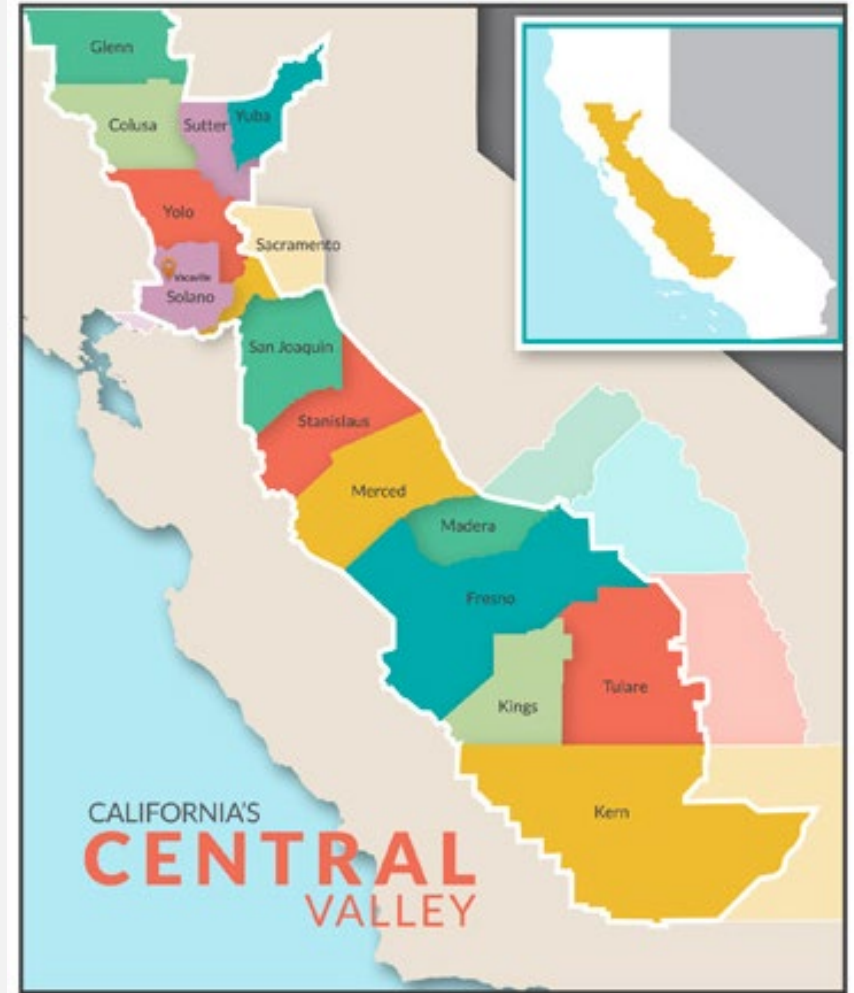 Glenn
Colusa
Sutter
Yuba
Yolo
Sacramento
Vacaville
Solano
San Joaquin
Stanislaus
Merced
Madera
Fresno
Kings
Tulare
Kern
CALIFORNIA'S
CENTRAL
VALLEY